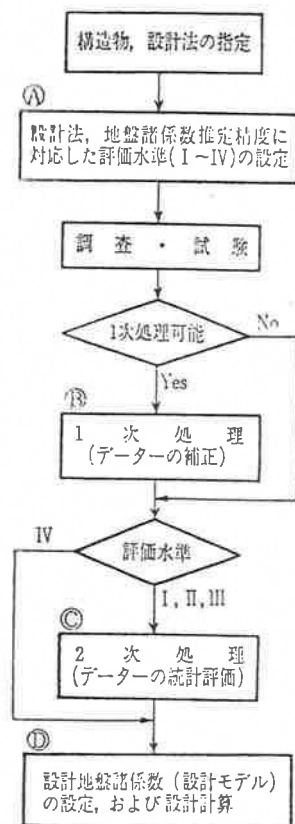 構造物,設計法の指定
Ⓐ
設計法,地盤諸係数推定精度に
対応した評価水準(I～IV)の設定
調査・試験
1次処理可能
No
Yes
Ⓑ
1次処理
(データーの補正)
IV
評価水準
I, II, III
Ⓒ
2次処理
(データーの統計評価)
Ⓓ
設計地盤諸係数(設計モデル)
の設定,および設計計算